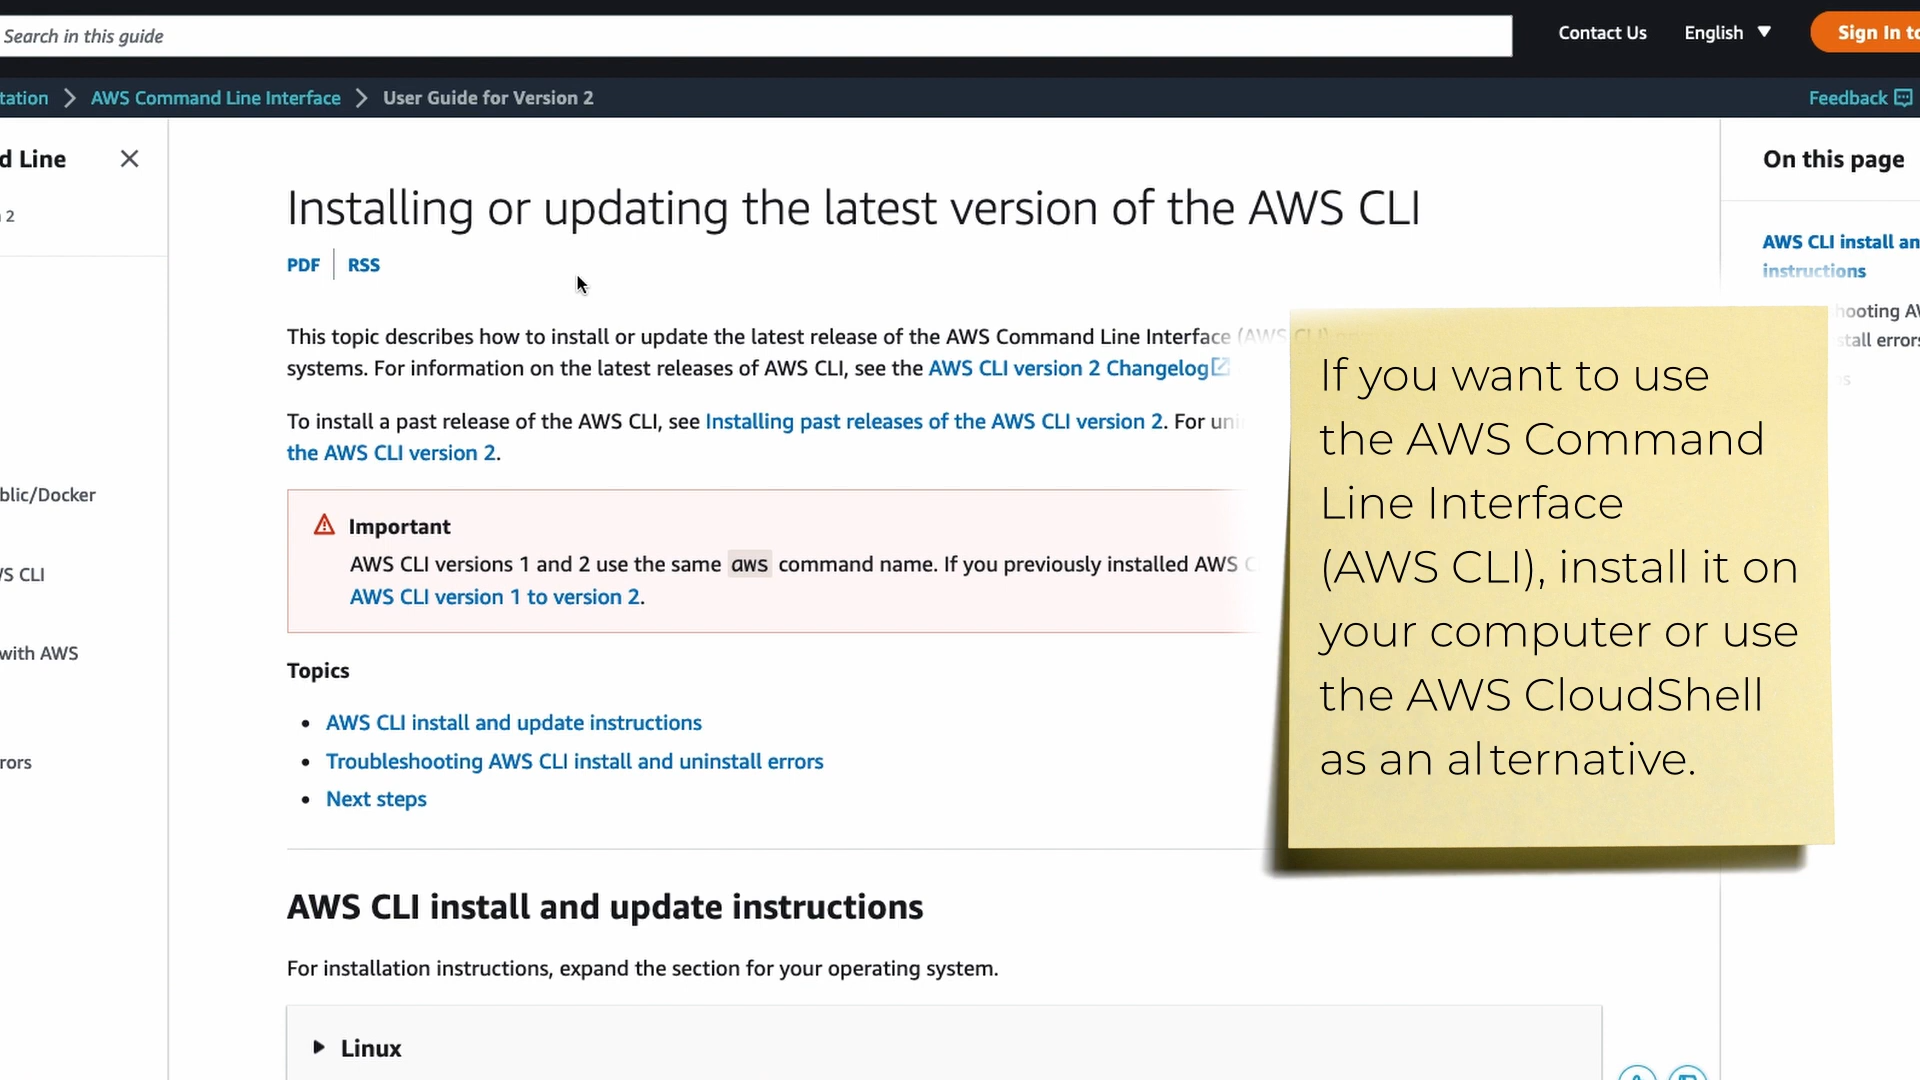 Search in this guide
Contact Us
English
Sign In to
tation
AWS Command Line Interface
User Guide for Version 2
Feedback
d Line
2
blic/Docker
S CLI
with AWS
rors
Installing or updating the latest version of the AWS CLI
PDF
RSS
This topic describes how to install or update the latest release of the AWS Command Line Interface (AWS CLI)
systems. For information on the latest releases of AWS CLI, see the AWS CLI version 2 Changelog
To install a past release of the AWS CLI, see Installing past releases of the AWS CLI version 2. For uni
the AWS CLI version 2.
Important
AWS CLI versions 1 and 2 use the same aws command name. If you previously installed AWS C
AWS CLI version 1 to version 2.
Topics
AWS CLI install and update instructions
Troubleshooting AWS CLI install and uninstall errors
Next steps
AWS CLI install and update instructions
For installation instructions, expand the section for your operating system.
Linux
On this page
AWS CLI install an
instructions
hooting AW
stall errors
If you want to use
the AWS Command
Line Interface
(AWS CLI), install it on
your computer or use
the AWS CloudShell
as an alternative.